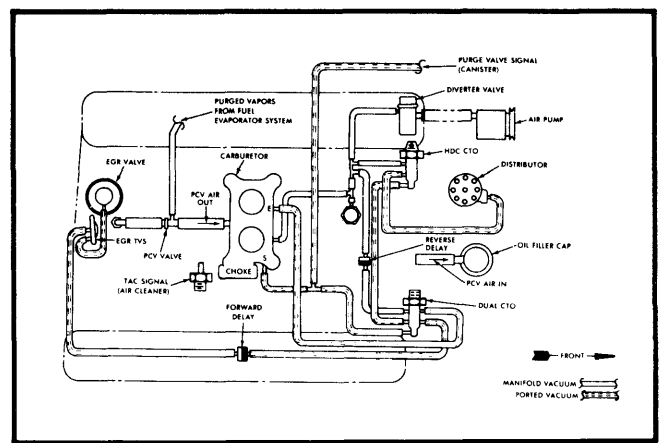 PURGE VALVE SIGNAL
(CANISTER)
DIVERTER VALVE
PURGED VAPORS
FROM FUEL
EVAPORATOR SYSTEM
AIR PUMP
EGR VALVE
CARBURETOR
HDC CTO
DISTRIBUTOR
PCV AIR
OUT
E
EGR TVS
PCV VALVE
REVERSE
DELAY
OIL FILLER CAP
S
CHOKE
TAC SIGNAL
(AIR CLEANER)
PCV AIR IN
DUAL CTO
FORWARD
DELAY
FRONT
MANIFOLD VACUUM
PORTED VACUUM